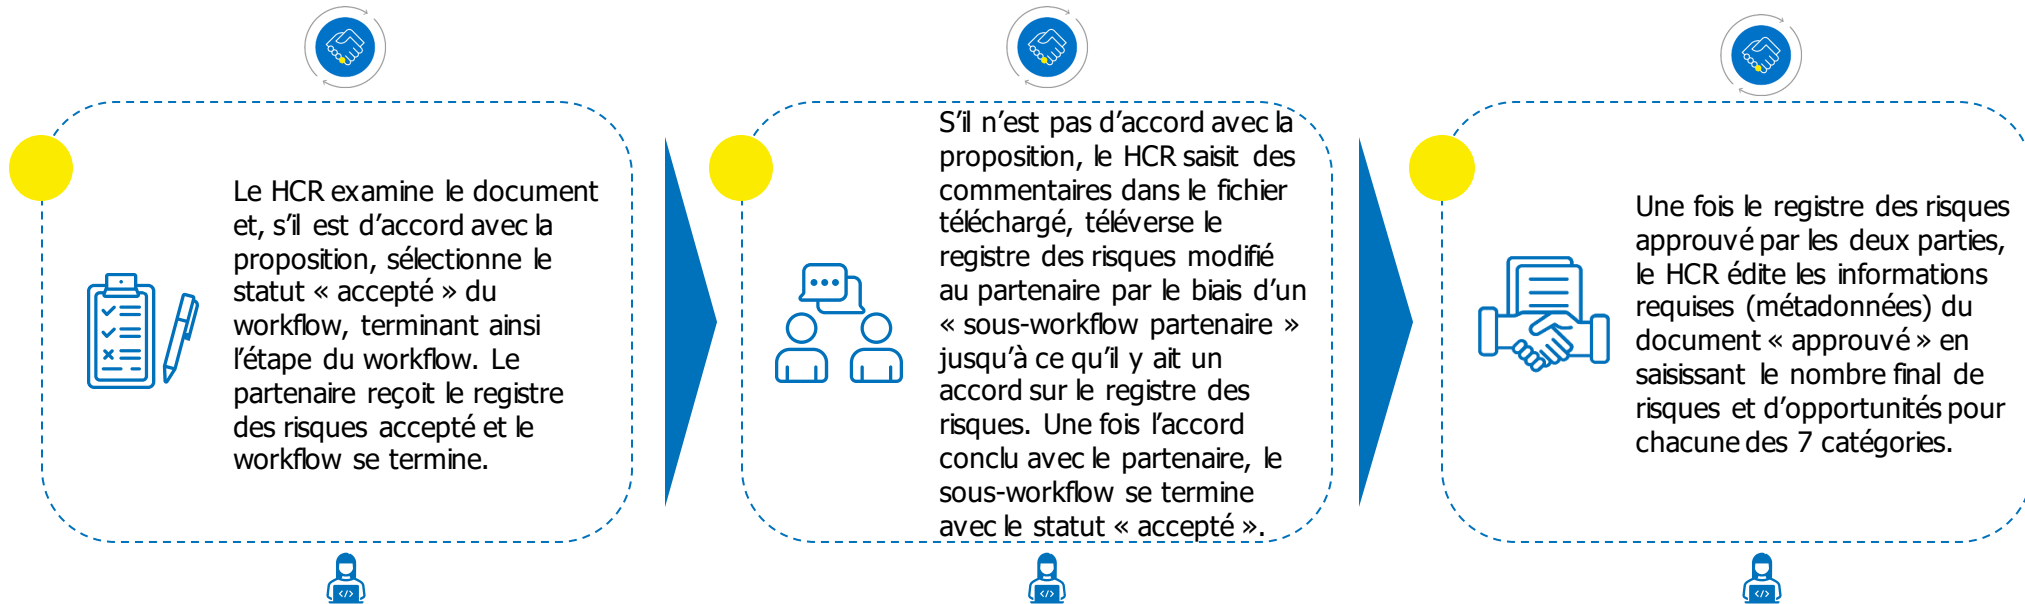 Le HCR examine le document
et, s’il est d’accord avec la
proposition, sélectionne le
statut « accepté » du
workflow, terminant ainsi
l’étape du workflow. Le
partenaire reçoit le registre
des risques accepté et le
workflow se termine.
S’il n’est pas d’accord avec la
proposition, le HCR saisit des
commentaires dans le fichier
téléchargé, téléverse le
registre des risques modifié
au partenaire par le biais d’un
« sous-workflow partenaire »
jusqu’à ce qu’il y ait un
accord sur le registre des
risques. Une fois l’accord
conclu avec le partenaire, le
sous-workflow se termine
avec le statut « accepté ».
Une fois le registre des risques
approuvé par les deux parties,
le HCR édite les informations
requises (métadonnées) du
document « approuvé » en
saisissant le nombre final de
risques et d’opportunités pour
chacune des 7 catégories.